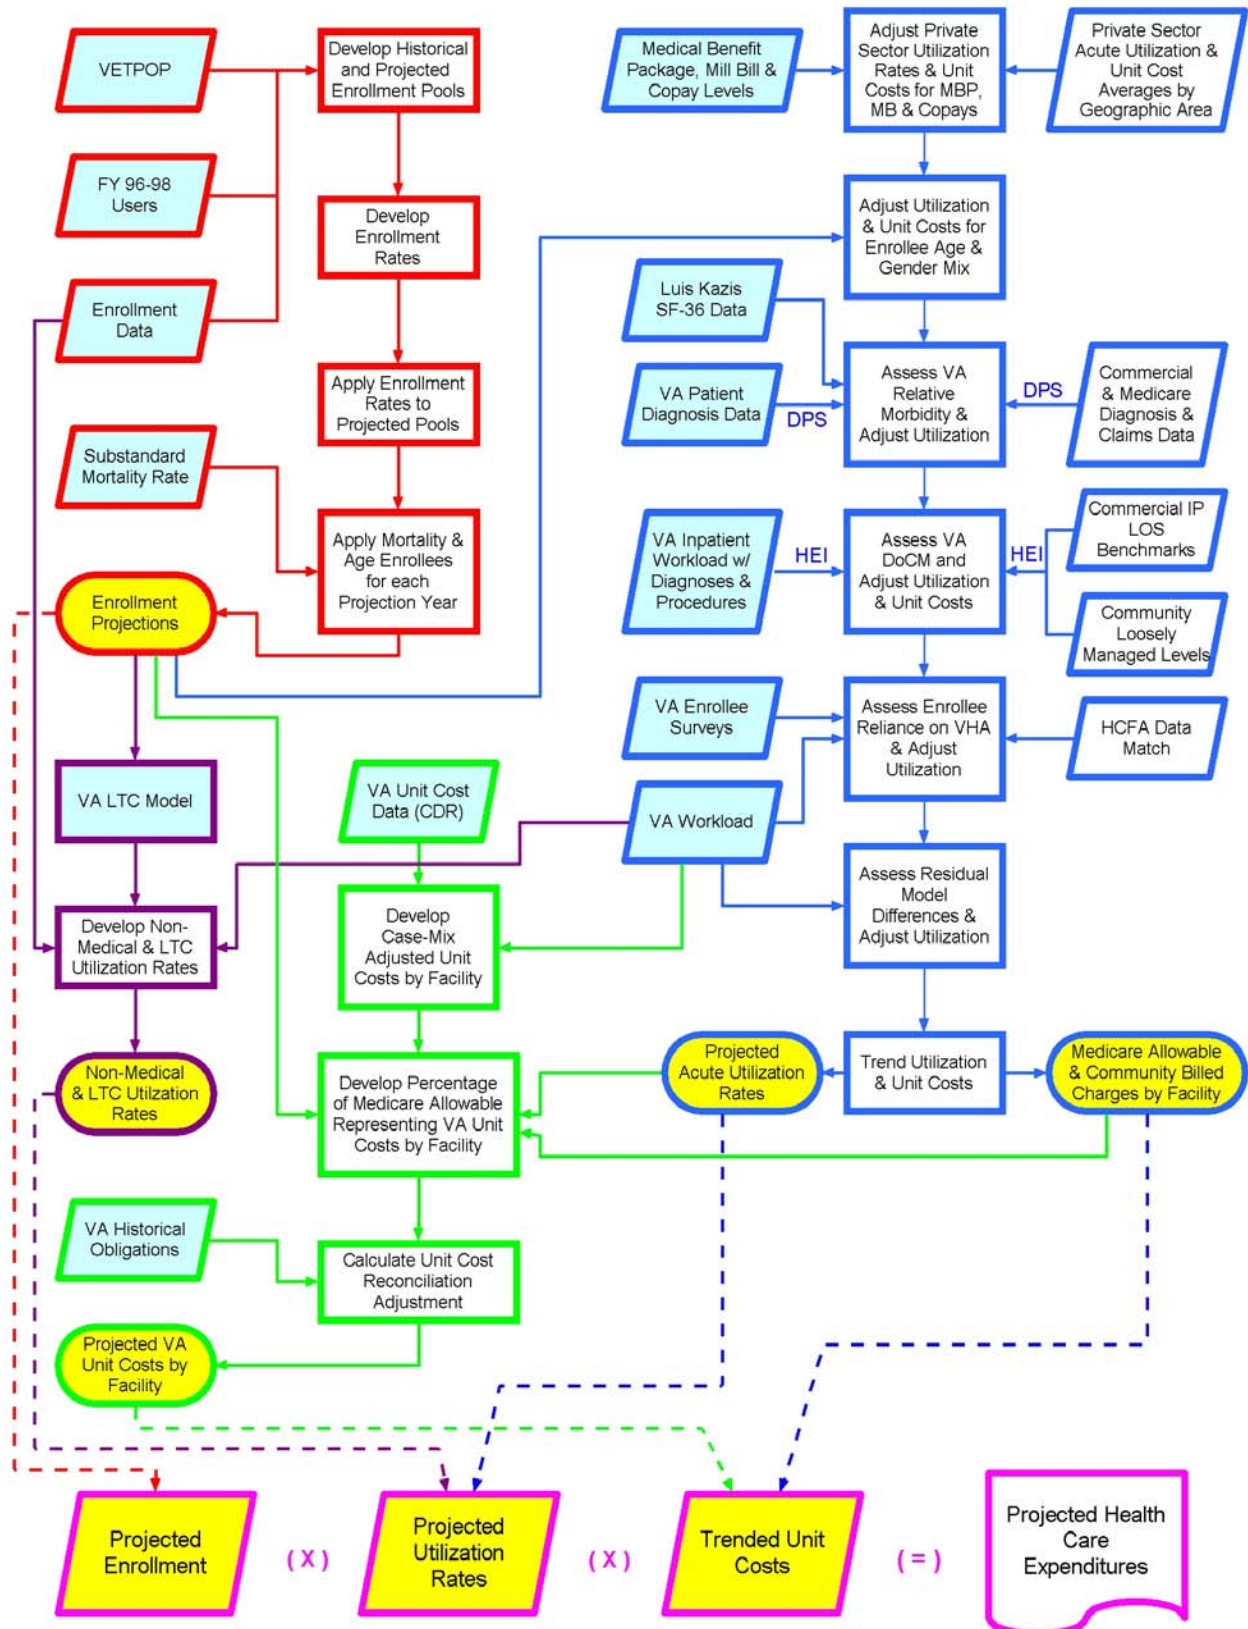 VETPOP
Develop Historical
and Projected
Enrollment Pools
Medical Benefit
Package, Mill Bill &
Copay Levels
Adjust Private
Sector Utilization
Rates & Unit
Costs for MBP,
MB & Copays
Private Sector
Acute Utilization &
Unit Cost
Averages by
Geographic Area
FY 96-98
Users
Develop
Enrollment
Rates
Adjust Utilization
& Unit Costs for
Enrollee Age &
Gender Mix
Enrollment
Data
Luis Kazis
SF-36 Data
Apply Enrollment
Rates to
Projected Pools
VA Patient
Diagnosis Data
DPS
Assess VA
Relative
Morbidity &
Adjust Utilization
DPS
Commercial
& Medicare
Diagnosis &
Claims Data
Substandard
Mortality Rate
Apply Mortality &
Age Enrollees
for each
Projection Year
VA Inpatient
Workload w/
Diagnoses &
Procedures
HEI
Assess VA
DoCM and
Adjust Utilization
& Unit Costs
HEI
Commercial IP
LOS
Benchmarks
Community
Loosely
Managed Levels
Enrollment
Projections
VA Enrollee
Surveys
Assess Enrollee
Reliance on VHA
& Adjust
Utilization
HCFA Data
Match
VA LTC Model
VA Unit Cost
Data (CDR)
VA Workload
Develop Non-
Medical & LTC
Utilization Rates
Develop
Case-Mix
Adjusted Unit
Costs by Facility
Assess Residual
Model
Differences &
Adjust Utilization
Non-Medical
& LTC Utilzation
Rates
Develop Percentage
of Medicare Allowable
Representing VA Unit
Costs by Facility
Projected
Acute Utilization
Rates
Trend Utilization
& Unit Costs
Medicare Allowable
& Community Billed
Charges by Facility
VA Historical
Obligations
Calculate Unit Cost
Reconciliation
Adjustment
Projected VA
Unit Costs by
Facility
Projected
Enrollment
( X )
Projected
Utilization
Rates
( X )
Trended Unit
Costs
( = )
Projected Health
Care
Expenditures